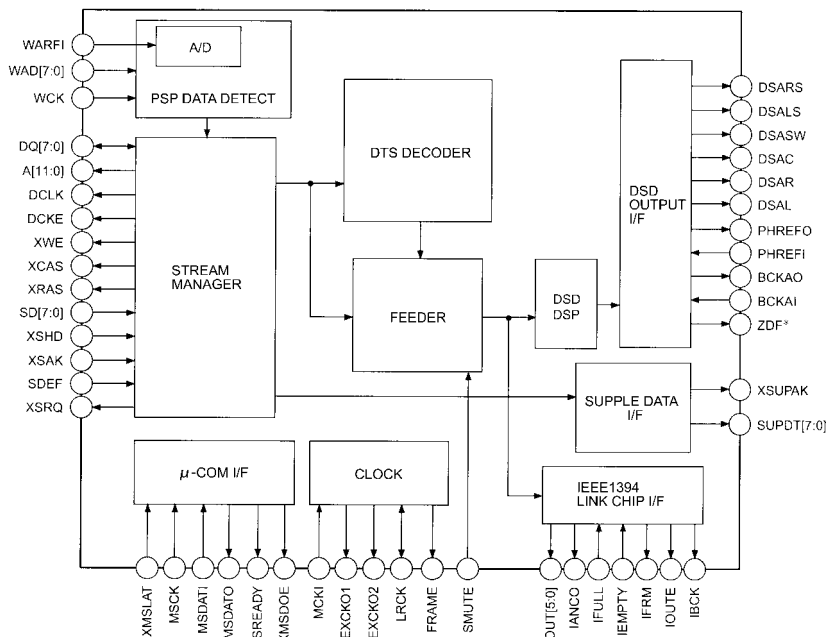 WARFI
WAD[7:0]
WCK
A/D
PSP DATA DETECT
DQ[7:0]
A[11:0]
DCLK
DCKE
XWE
XCAS
XRAS
SD[7:0]
XSHD
XSAK
SDEF
XSRQ
STREAM
MANAGER
DTS DECODER
FEEDER
DSD
DSP
DSD
OUTPUT
I/F
DSARS
DSALS
DSASW
DSAC
DSAR
DSAL
PHREFO
PHREFI
BCKAO
BCKAI
ZDF*
SUPPLE DATA
I/F
XSUPAK
SUPDT[7:0]
μ-COM I/F
CLOCK
IEEE1394
LINK CHIP I/F
XMSLAT
MSCK
MSDATi
MSDATO
SREADY
XMSDOE
MCKI
EXCKO1
EXCKO2
LRCK
FRAME
SMUTE
OUT[5:0]
IANCO
IFULL
IEMPTY
IFRM
IOUTE
IBCK